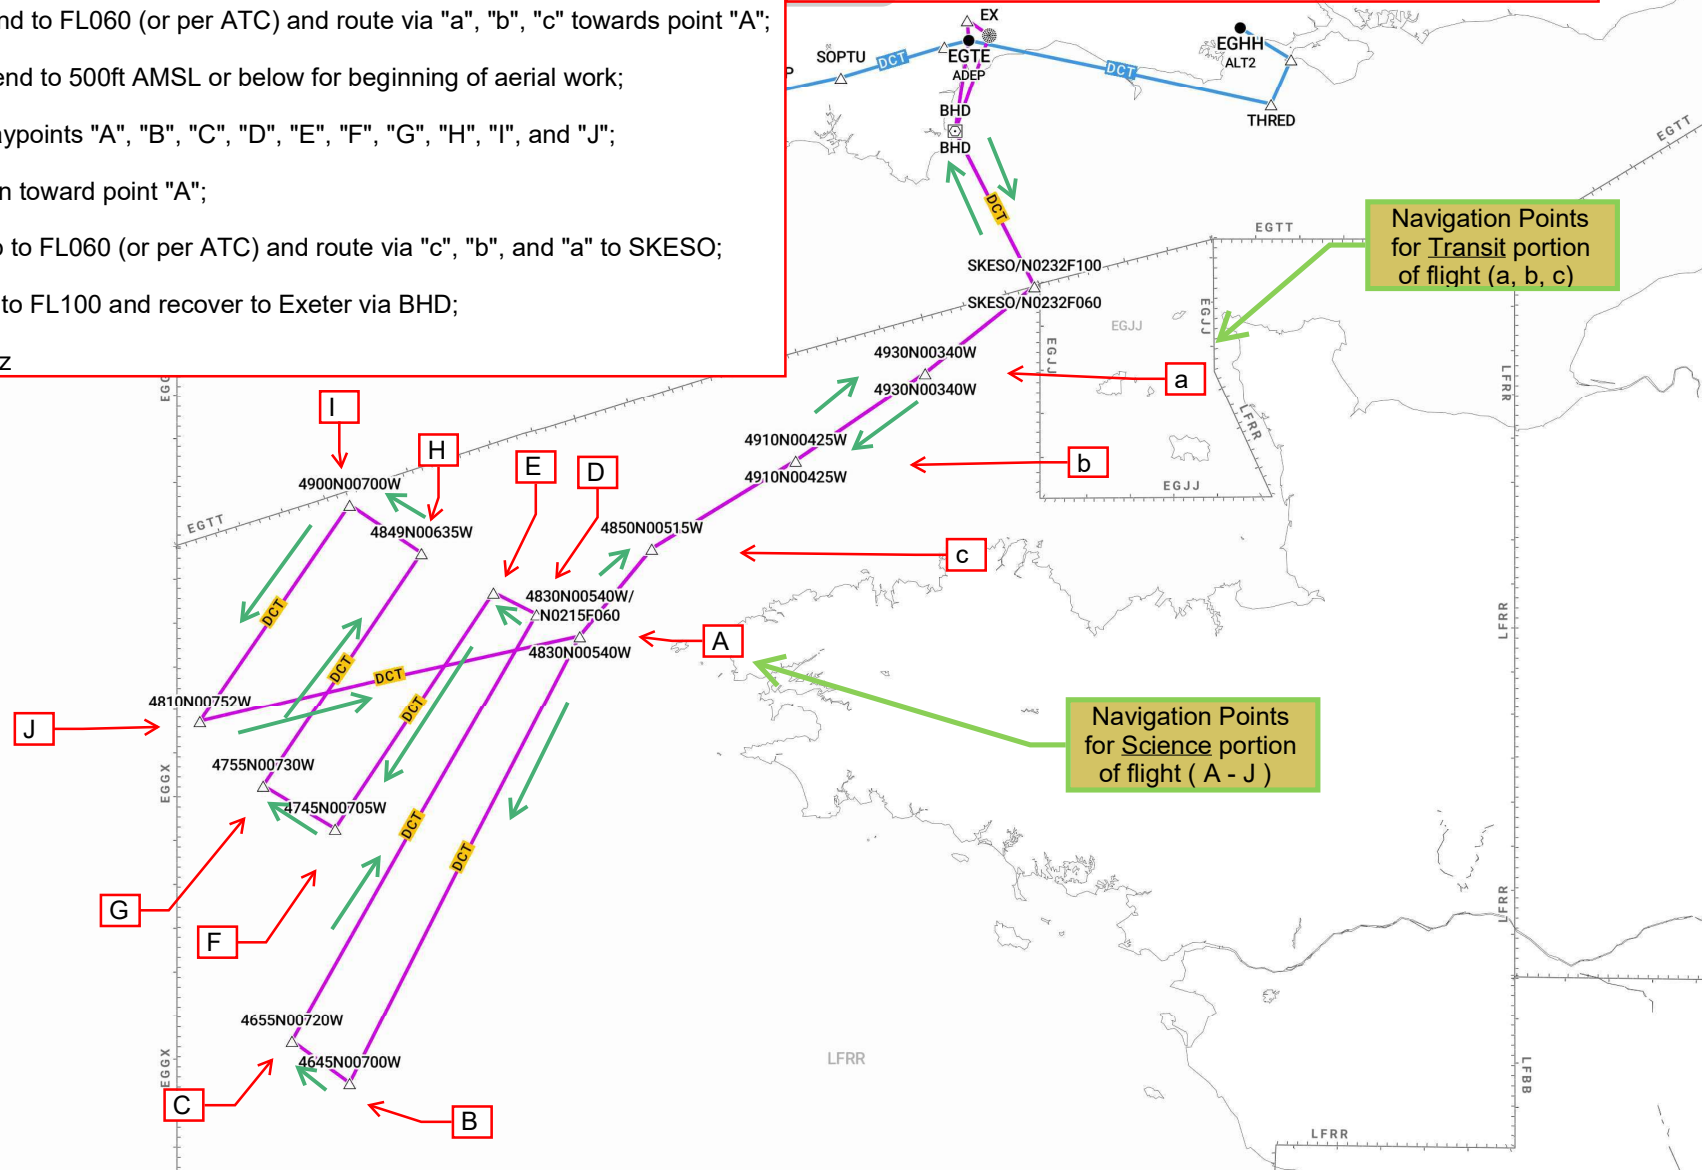 nd to FL060 (or per ATC) and route via "a", "b", "c" towards point "A";
end to 500ft AMSL or below for beginning of aerial work;
aypoints "A", "B", "C", "D", "E", "F", "G", "H", "I", and "J";
n toward point "A";
to FL060 (or per ATC) and route via "c", "b", and "a" to SKESO;
to FL100 and recover to Exeter via BHD;
z
EX
SOPTU
DCT
EGTE
ADEP
DCT
EGHH
ALT2
P
BHD
THRED
EGTT
BHD
DCT
Navigation Points
for Transit portion
of flight (a, b, c)
EGTT
SKESO/N0232F100
SKESO/N0232F060
EGJJ
EGJJ
EGJJ
4930N00340W
4930N00340W
a
LFRR
LFRR
EGG
I
H
4910N00425W
4910N00425W
b
E
D
4900N00700W
EGJJ
EGTT
4849N00635W
4850N00515W
c
4830N00540W/
N0215F060
DCT
A
4830N00540W
LFRR
DCT
DCT
4810N00752W
DCT
J
Navigation Points
for Science portion
of flight ( A - J )
4755N00730W
EGGX
4745N00705W
DCT
DCT
G
F
LFRR
4655N00720W
4645N00700W
LFRR
EGGX
LFBB
C
B
LFRR